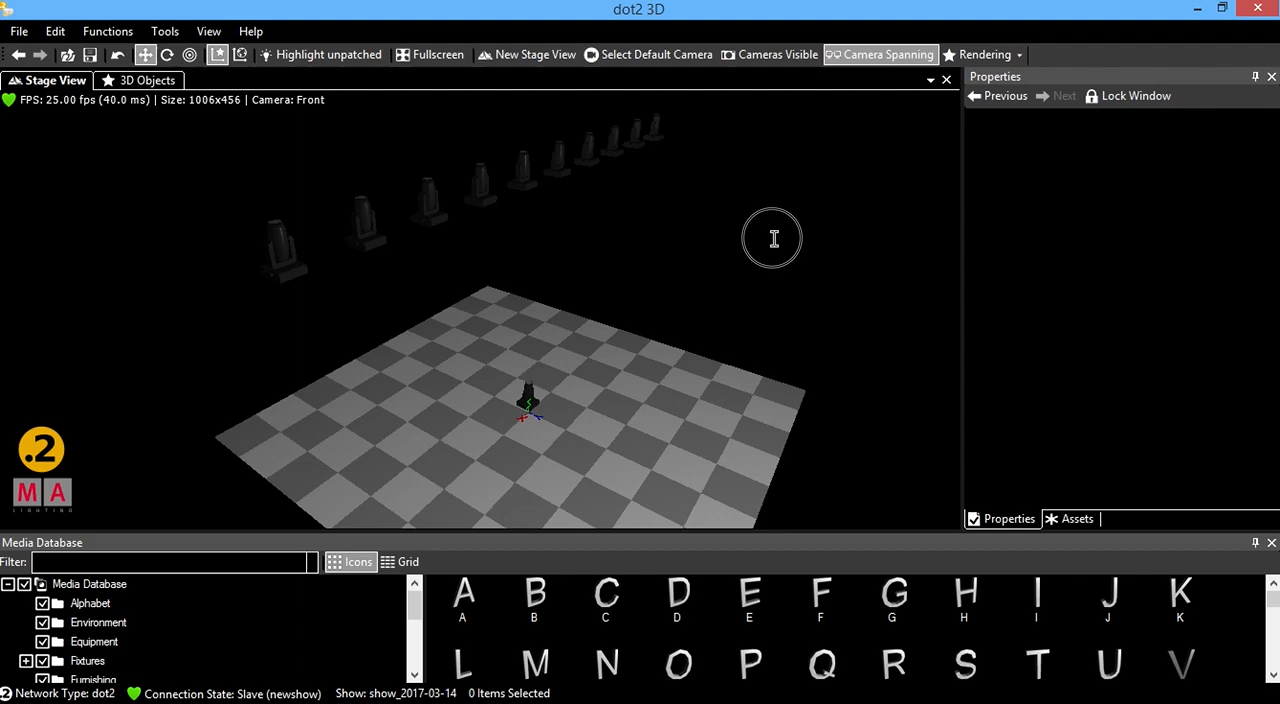 dot2 3D
File Edit Functions Tools View Help
Highlight unpatched Fullscreen New Stage View Select Default Camera Cameras Visible Camera Spanning Rendering
Stage View 3D Objects
Properties
FPS: 25.00 fps (40.0 ms) | Size: 1006x456 | Camera: Front
Previous Next Lock Window
.2
MA
LIGHTING
Properties Assets
Media Database
Filter: Icons Grid
Media Database
Alphabet
Environment
Equipment
Fixtures
Furnishing
A B C D E F G H I J K
A B C D E F G H I J K
L M N O P Q R S T U V
2 Network Type: dot2 Connection State: Slave (newshow) Show: show_2017-03-14 0 Items Selected